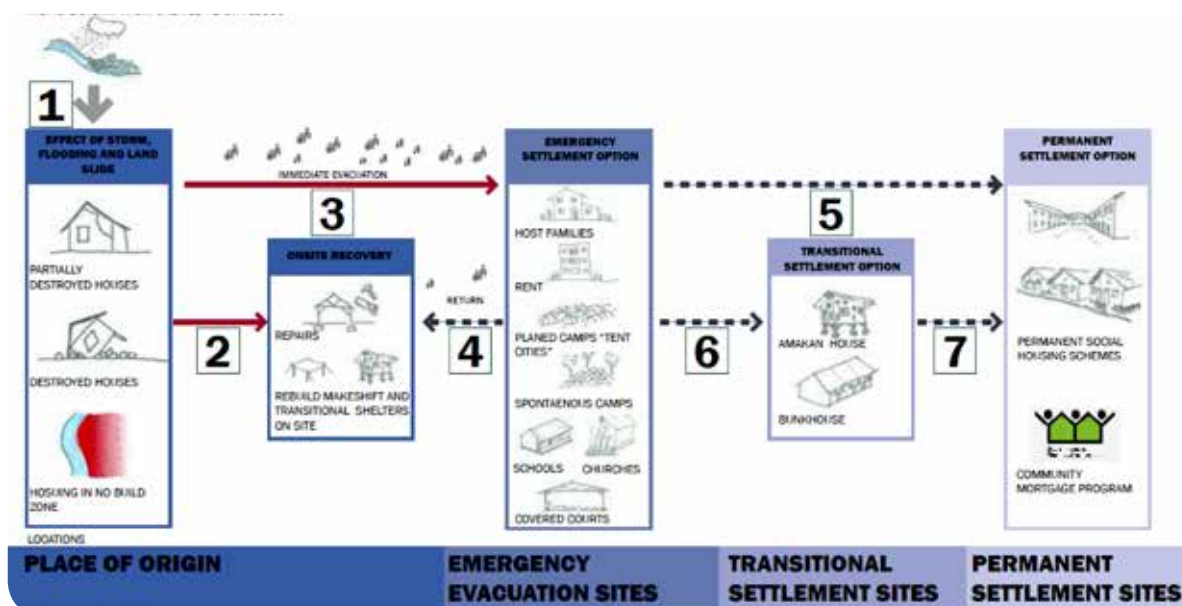 1
EFFECT OF STORM,
FLOODING AND LAND
SLIDE
PARTIALLY
DESTROYED HOUSES
DESTROYED HOUSES
HOSUING IN NO BUILD
ZONE
LOCATIONS
IMMEDIATE EVACUATION
3
2
ONSITE RECOVERY
REPAIRS
REBUILD MAKESHIFT AND
TRANSITIONAL SHELTERS
ON SITE
RETURN
4
EMERGENCY
SETTLEMENT OPTION
HOST FAMILIES
RENT
PLANED CAMPS "TENT
CITIES"
SPONTAENOUS CAMPS
SCHOOLS CHURCHES
COVERED COURTS
5
6
TRANSITIONAL
SETTLEMENT OPTION
AMAKAN HOUSE
BUNKHOUSE
7
PERMANENT
SETTLEMENT OPTION
PERMANENT SOCIAL
HOUSING SCHEMES
COMMUNITY
MORTGAGE PROGRAM
PLACE OF ORIGIN
EMERGENCY
EVACUATION SITES
TRANSITIONAL
SETTLEMENT SITES
PERMANENT
SETTLEMENT SITES